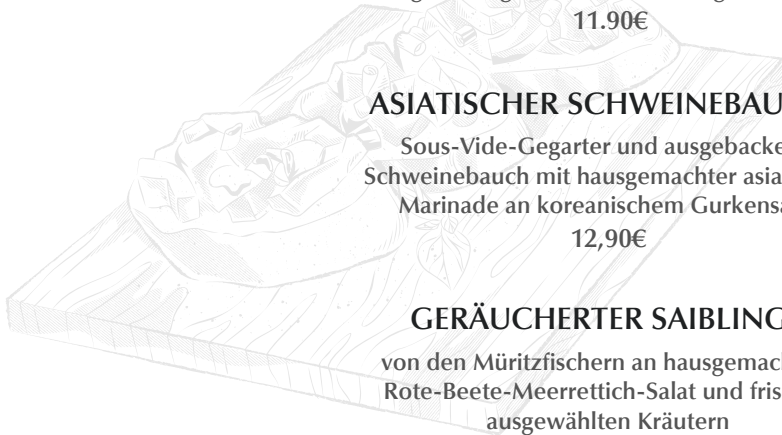 11.90€
ASIATISCHER SCHWEINEBAU
Sous-Vide-Gegarter und ausgebacke
Schweinebauch mit hausgemachter asia
Marinade an koreanischem Gurkensa
12,90€
GERÄUCHERTER SAIBLING
von den Müritzfischern an hausgemac
Rote-Beete-Meerrettich-Salat und fris
ausgewählten Kräutern